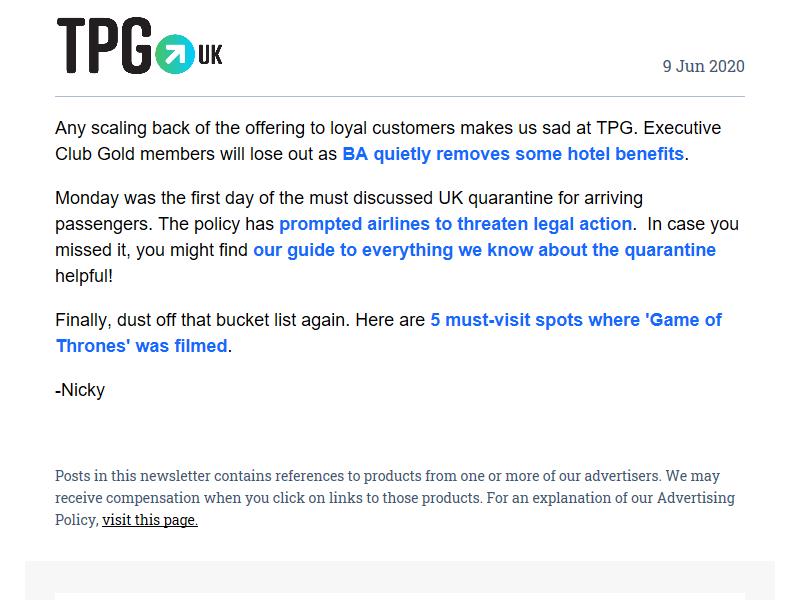 TPG UK
9 Jun 2020
Any scaling back of the offering to loyal customers makes us sad at TPG. Executive
Club Gold members will lose out as BA quietly removes some hotel benefits.
Monday was the first day of the must discussed UK quarantine for arriving
passengers. The policy has prompted airlines to threaten legal action.  In case you
missed it, you might find our guide to everything we know about the quarantine
helpful!
Finally, dust off that bucket list again. Here are 5 must-visit spots where 'Game of
Thrones' was filmed.
-Nicky
Posts in this newsletter contains references to products from one or more of our advertisers. We may
receive compensation when you click on links to those products. For an explanation of our Advertising
Policy, visit this page.